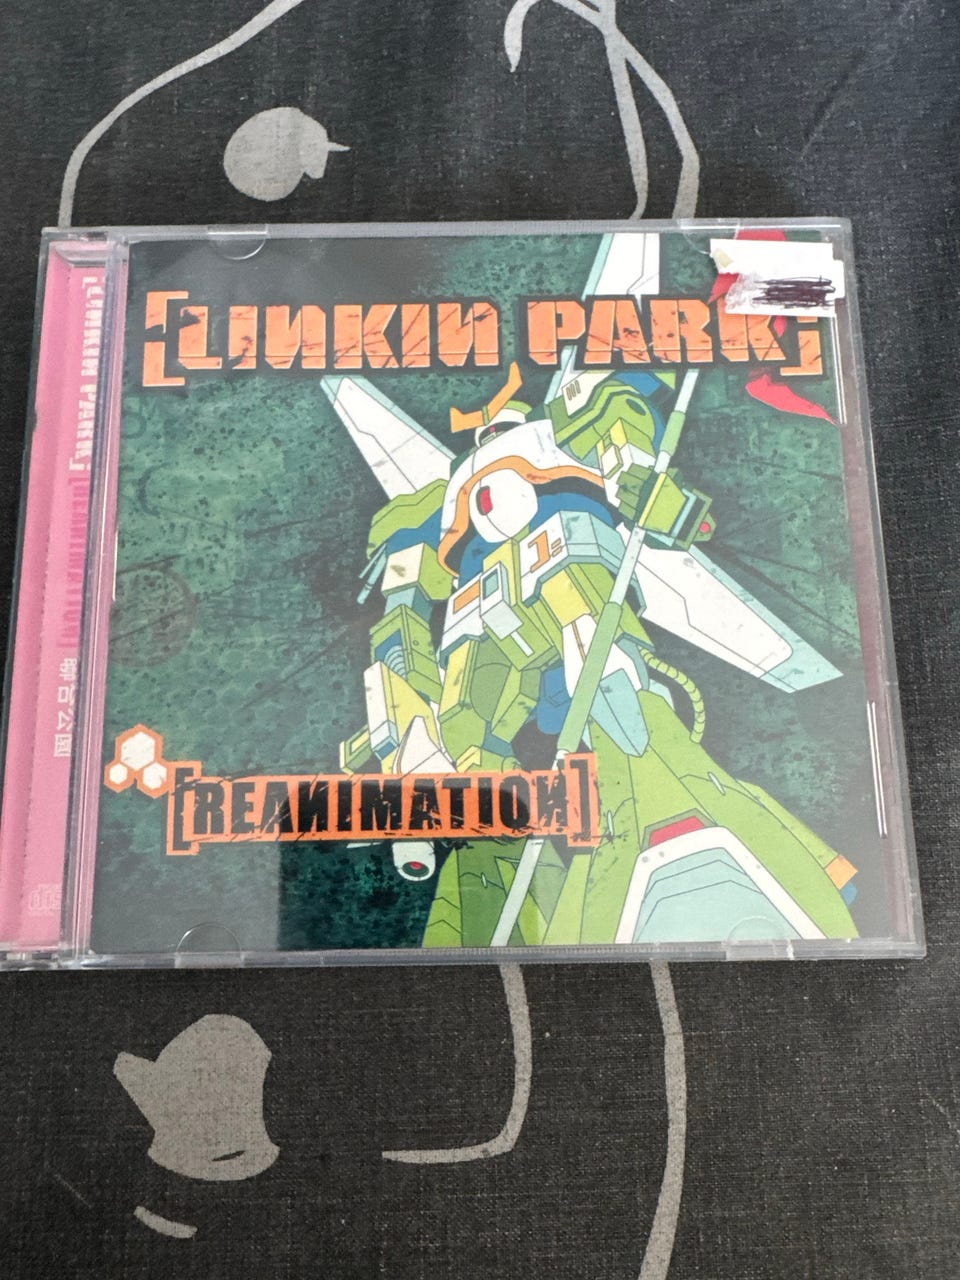 [LINKIN PARK]
[REANIMATION]
[LINKIN PARK] [REANIMATION] 聯合公園